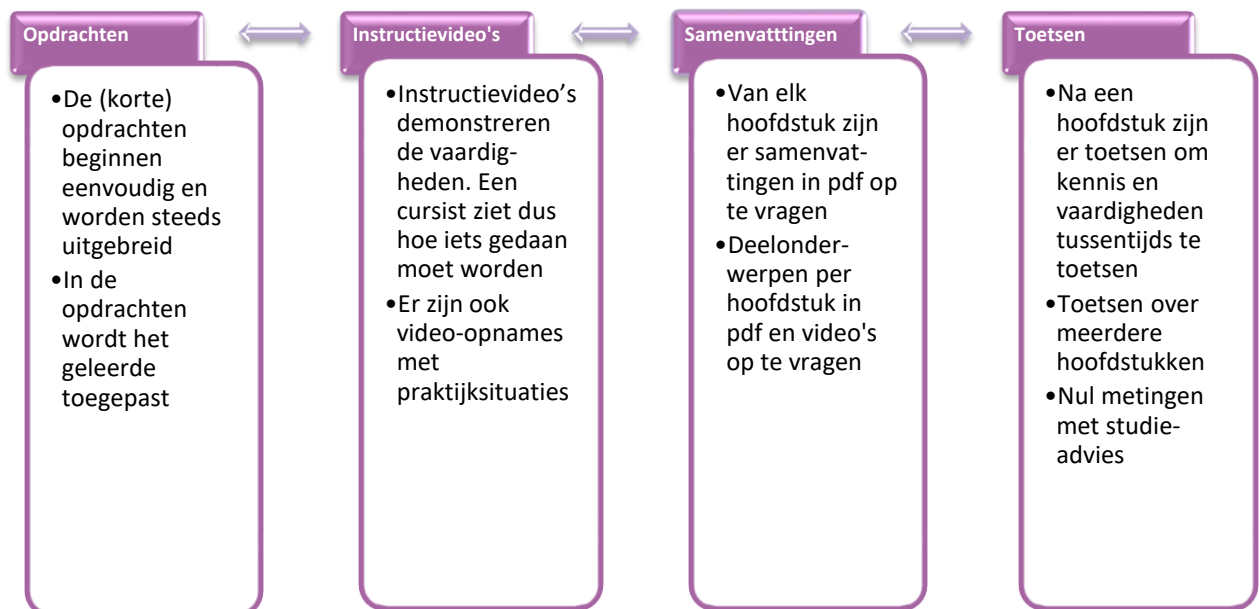 Opdrachten
•De (korte)
opdrachten
beginnen
eenvoudig en
worden steeds
uitgebreid
•In de
opdrachten
wordt het
geleerde
toegepast
Instructievideo's
•Instructievideo’s
demonstreren
de vaardig-
heden. Een
cursist ziet dus
hoe iets gedaan
moet worden
•Er zijn ook
video-opnames
met
praktijksituaties
Samenvatttingen
•Van elk
hoofdstuk zijn
er samenvat-
tingen in pdf op
te vragen
•Deelonder-
werpen per
hoofdstuk in
pdf en video's
op te vragen
Toetsen
•Na een
hoofdstuk zijn
er toetsen om
kennis en
vaardigheden
tussentijds te
toetsen
•Toetsen over
meerdere
hoofdstukken
•Nul metingen
met studie-
advies